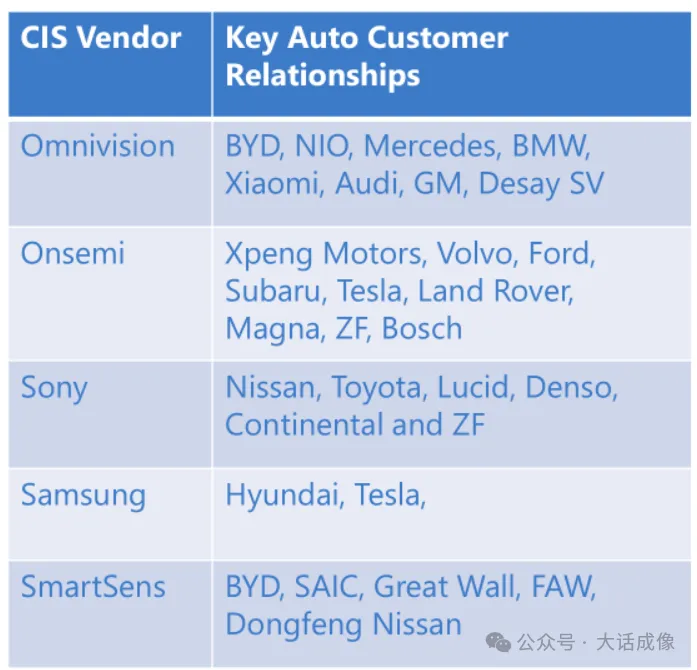 CIS Vendor
Key Auto Customer
Relationships
Omnivision
BYD, NIO, Mercedes, BMW,
Xiaomi, Audi, GM, Desay SV
Onsemi
Xpeng Motors, Volvo, Ford,
Subaru, Tesla, Land Rover,
Magna, ZF, Bosch
Sony
Nissan, Toyota, Lucid, Denso,
Continental and ZF
Samsung
Hyundai, Tesla,
SmartSens
BYD, SAIC, Great Wall, FAW,
Dongfeng Nissan
公众号 · 大话成像